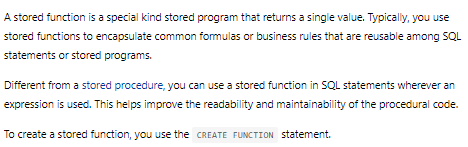 A stored function is a special kind stored program that returns a single value. Typically, you use
stored functions to encapsulate common formulas or business rules that are reusable among SQL
statements or stored programs.
Different from a stored procedure, you can use a stored function in SQL statements wherever an
expression is used. This helps improve the readability and maintainability of the procedural code.
To create a stored function, you use the CREATE FUNCTION statement.